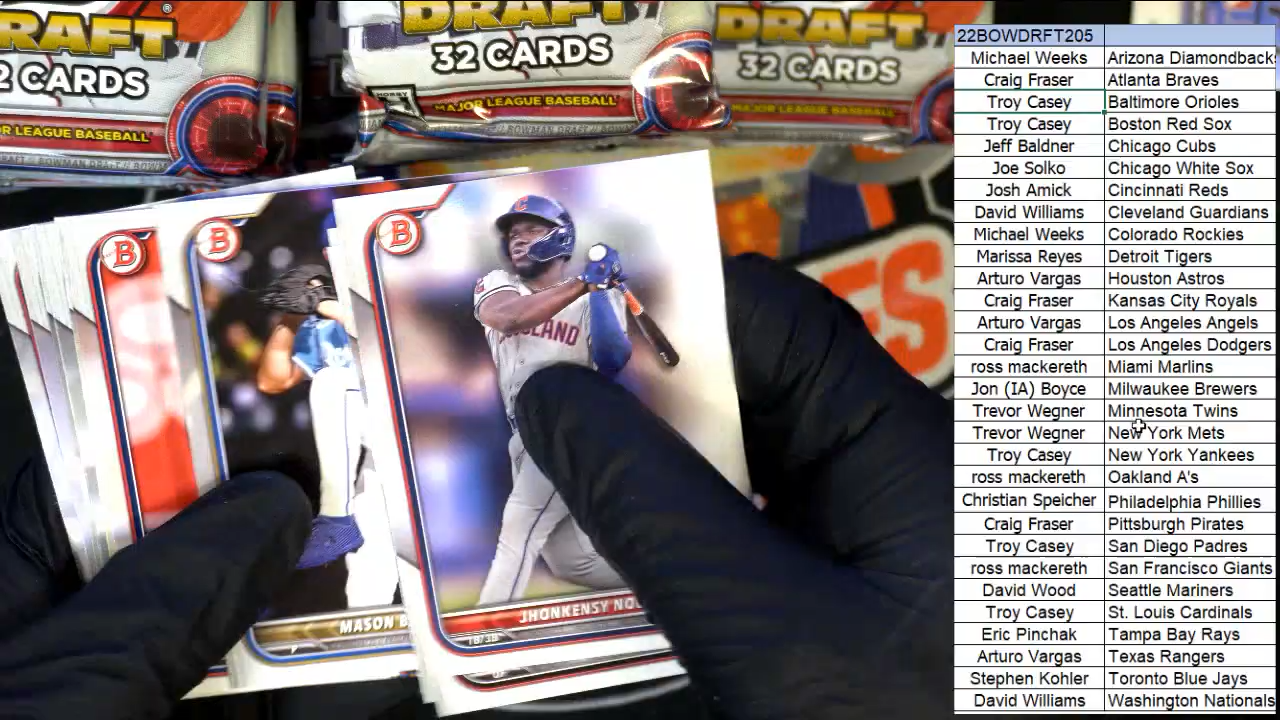 DRAFT
2 CARDS
OR LEAGUE BASEBALL
DRAFT
32 CARDS
MAJOR LEAGUE BASEBALL
DRAFT
32 CARDS
MAJOR LEAGUE BASEBALL
ES
B
B
B
MASON
JHONKENSY
22BOWDRFT205
Michael Weeks Arizona Diamondbacks
Craig Fraser Atlanta Braves
Troy Casey Baltimore Orioles
Troy Casey Boston Red Sox
Jeff Baldner Chicago Cubs
Joe Solko Chicago White Sox
Josh Amick Cincinnati Reds
David Williams Cleveland Guardians
Michael Weeks Colorado Rockies
Marissa Reyes Detroit Tigers
Arturo Vargas Houston Astros
Craig Fraser Kansas City Royals
Arturo Vargas Los Angeles Angels
Craig Fraser Los Angeles Dodgers
ross mackereth Miami Marlins
Jon (IA) Boyce Milwaukee Brewers
Trevor Wegner Minnesota Twins
Trevor Wegner New York Mets
Troy Casey New York Yankees
ross mackereth Oakland A's
Christian Speicher Philadelphia Phillies
Craig Fraser Pittsburgh Pirates
Troy Casey San Diego Padres
ross mackereth San Francisco Giants
David Wood Seattle Mariners
Troy Casey St. Louis Cardinals
Eric Pinchak Tampa Bay Rays
Arturo Vargas Texas Rangers
Stephen Kohler Toronto Blue Jays
David Williams Washington Nationals